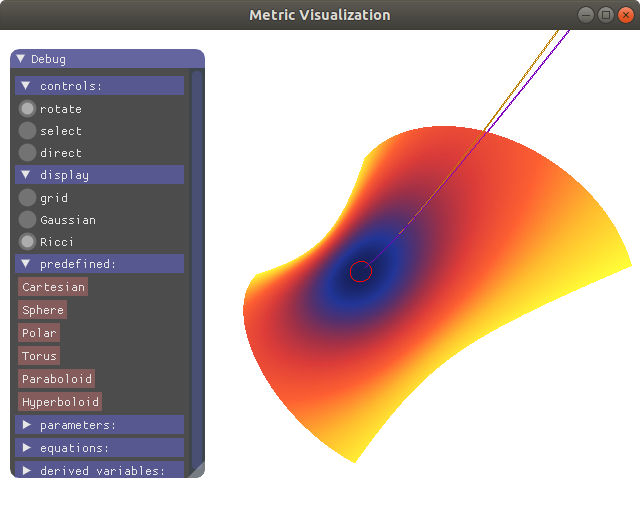 Metric Visualization
Debug
controls:
rotate
select
direct
display
grid
Gaussian
Ricci
predefined:
Cartesian
Sphere
Polar
Torus
Paraboloid
Hyperboloid
parameters:
equations:
derived variables: